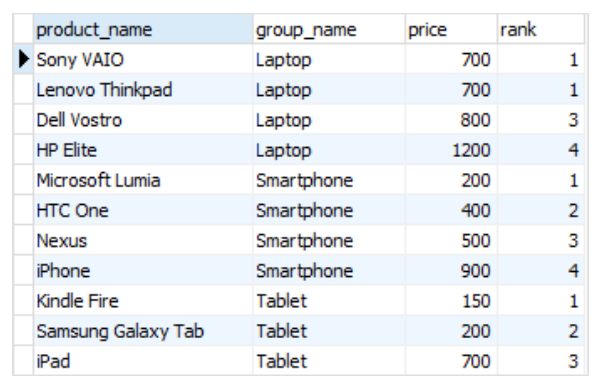 product_name group_name price rank
Sony VAIO Laptop 700 1
Lenovo Thinkpad Laptop 700 1
Dell Vostro Laptop 800 3
HP Elite Laptop 1200 4
Microsoft Lumia Smartphone 200 1
HTC One Smartphone 400 2
Nexus Smartphone 500 3
iPhone Smartphone 900 4
Kindle Fire Tablet 150 1
Samsung Galaxy Tab Tablet 200 2
iPad Tablet 700 3